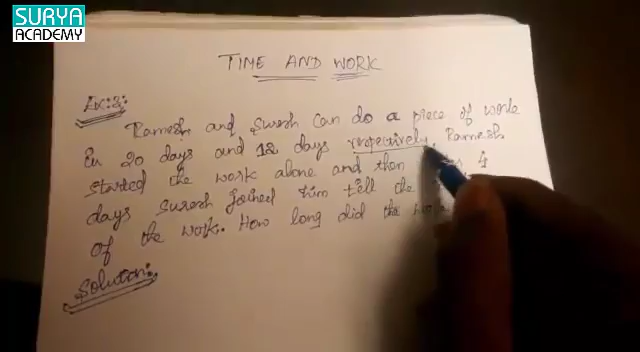 SURYA
ACADEMY
TIME AND WORK
Ex:2:
Ramesh and Suresh can do a piece of work
in 20 days and 12 days respectively. Ramesh
started the work alone and then 4
days Suresh joined him till the
of the work. How long did the
Solution: